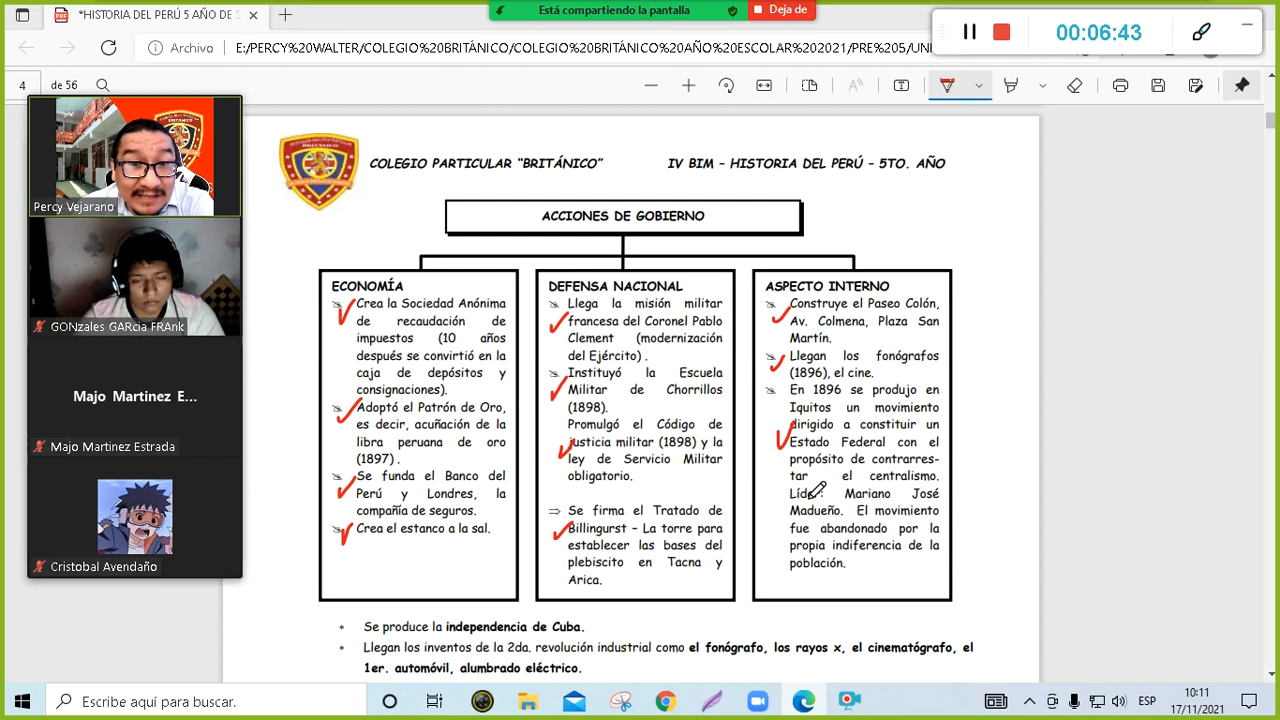 *HISTORIA DEL PERÚ 5 AÑO DE S
Está compartiendo la pantalla
Deja de
00:06:43
Archivo
E:/PERCY%20WALTER/COLEGIO%20BRITÁNICO/COLEGIO%20BRITÁNICO%20AÑO%20ESCOLAR%202021/PRE%205/UNI
4
de 56
Percy Vejarano
GONzales GARcia FRAnk
Majo Martinez E...
Majo Martinez Estrada
Cristobal Avendaño
COLEGIO PARTICULAR "BRITÁNICO"
IV BIM – HISTORIA DEL PERÚ – 5TO. AÑO
ACCIONES DE GOBIERNO
ECONOMÍA
Crea la Sociedad Anónima
de recaudación de
impuestos (10 años
después se convirtió en la
caja de depósitos y
consignaciones).
Adoptó el Patrón de Oro,
es decir, acuñación de la
libra peruana de oro
(1897) .
Se funda el Banco del
Perú y Londres, la
compañía de seguros.
Crea el estanco a la sal.
DEFENSA NACIONAL
Llega la misión militar
francesa del Coronel Pablo
Clement (modernización
del Ejército) .
Instituyó la Escuela
Militar de Chorrillos
(1898).
Promulgó el Código de
justicia militar (1898) y la
ley de Servicio Militar
obligatorio.
⇒ Se firma el Tratado de
Billingurst – La torre para
establecer las bases del
plebiscito en Tacna y
Arica.
ASPECTO INTERNO
Construye el Paseo Colón,
Av. Colmena, Plaza San
Martín.
Llegan los fonógrafos
(1896), el cine.
En 1896 se produjo en
Iquitos un movimiento
dirigido a constituir un
Estado Federal con el
propósito de contrarres-
tar el centralismo.
Líder: Mariano José
Madueño. El movimiento
fue abandonado por la
propia indiferencia de la
población.
* Se produce la independencia de Cuba.
* Llegan los inventos de la 2da. revolución industrial como el fonógrafo, los rayos x, el cinematógrafo, el
1er. automóvil, alumbrado eléctrico.
Escribe aquí para buscar.
ESP
10:11
17/11/2021